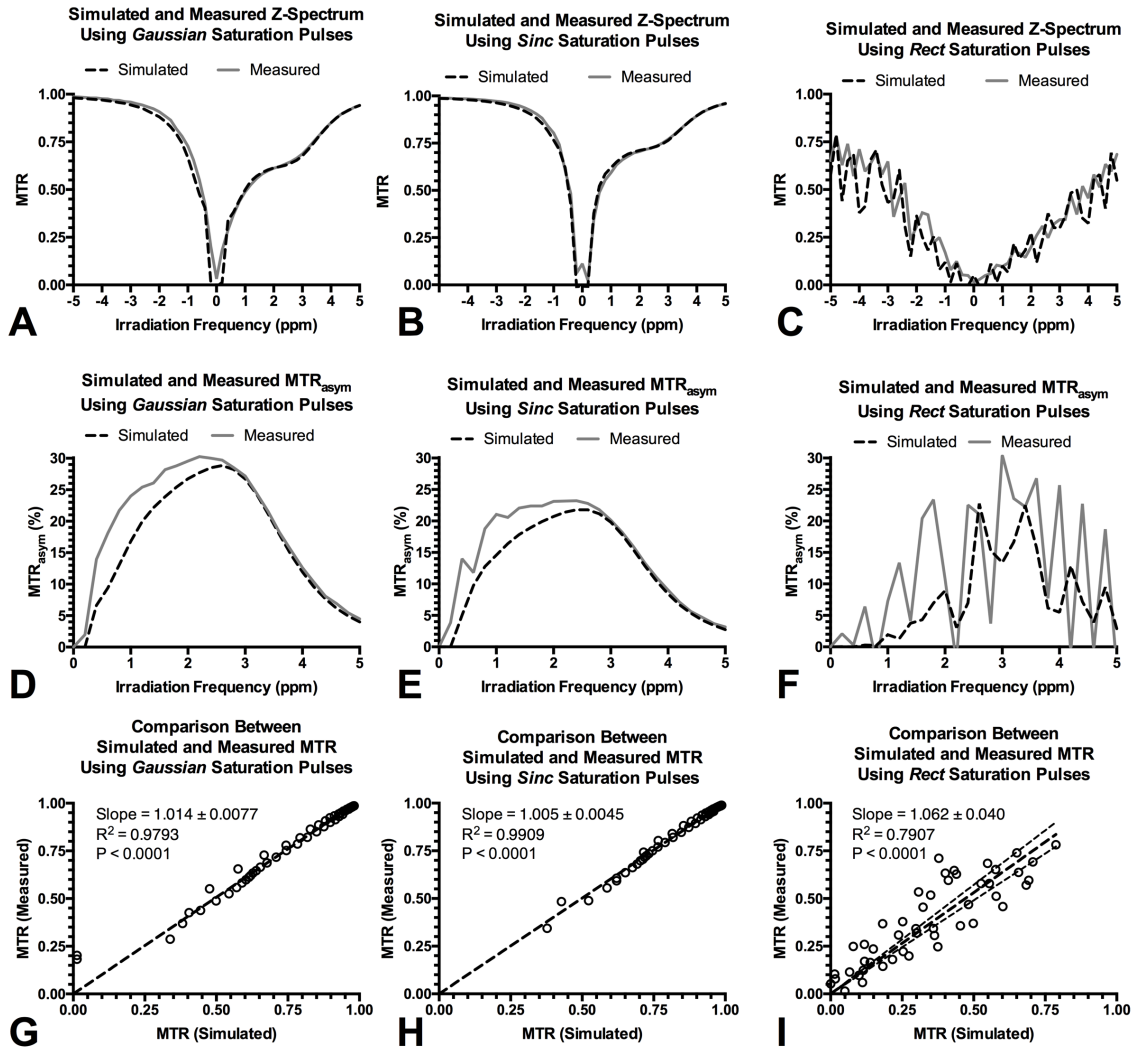 Simulated and Measured Z-Spectrum
Using Gaussian Saturation Pulses
Simulated
Measured
1.00
0.75
0.50
0.25
0.00
MTR
-5 -4 -3 -2 -1 0 1 2 3 4 5
Irradiation Frequency (ppm)
A
Simulated and Measured Z-Spectrum
Using Sinc Saturation Pulses
Simulated
Measured
1.00
0.75
0.50
0.25
0.00
MTR
-5 -4 -3 -2 -1 0 1 2 3 4 5
Irradiation Frequency (ppm)
B
Simulated and Measured Z-Spectrum
Using Rect Saturation Pulses
Simulated
Measured
1.00
0.75
0.50
0.25
0.00
MTR
-5 -4 -3 -2 -1 0 1 2 3 4 5
Irradiation Frequency (ppm)
C
Simulated and Measured MTRasym
Using Gaussian Saturation Pulses
Simulated
Measured
30
25
20
15
10
5
0
MTRasym (%)
0 1 2 3 4 5
Irradiation Frequency (ppm)
D
Simulated and Measured MTRasym
Using Sinc Saturation Pulses
Simulated
Measured
30
25
20
15
10
5
0
MTRasym (%)
0 1 2 3 4 5
Irradiation Frequency (ppm)
E
Simulated and Measured MTRasym
Using Rect Saturation Pulses
Simulated
Measured
30
25
20
15
10
5
0
MTRasym (%)
0 1 2 3 4 5
Irradiation Frequency (ppm)
F
Comparison Between
Simulated and Measured MTR
Using Gaussian Saturation Pulses
Slope = 1.014 ± 0.0077
R² = 0.9793
P < 0.0001
1.00
0.75
0.50
0.25
0.00
MTR (Measured)
0.00 0.25 0.50 0.75 1.00
MTR (Simulated)
G
Comparison Between
Simulated and Measured MTR
Using Sinc Saturation Pulses
Slope = 1.005 ± 0.0045
R² = 0.9909
P < 0.0001
1.00
0.75
0.50
0.25
0.00
MTR (Measured)
0.00 0.25 0.50 0.75 1.00
MTR (Simulated)
H
Comparison Between
Simulated and Measured MTR
Using Rect Saturation Pulses
Slope = 1.062 ± 0.040
R² = 0.7907
P < 0.0001
1.00
0.75
0.50
0.25
0.00
MTR (Measured)
0.00 0.25 0.50 0.75 1.00
MTR (Simulated)
I